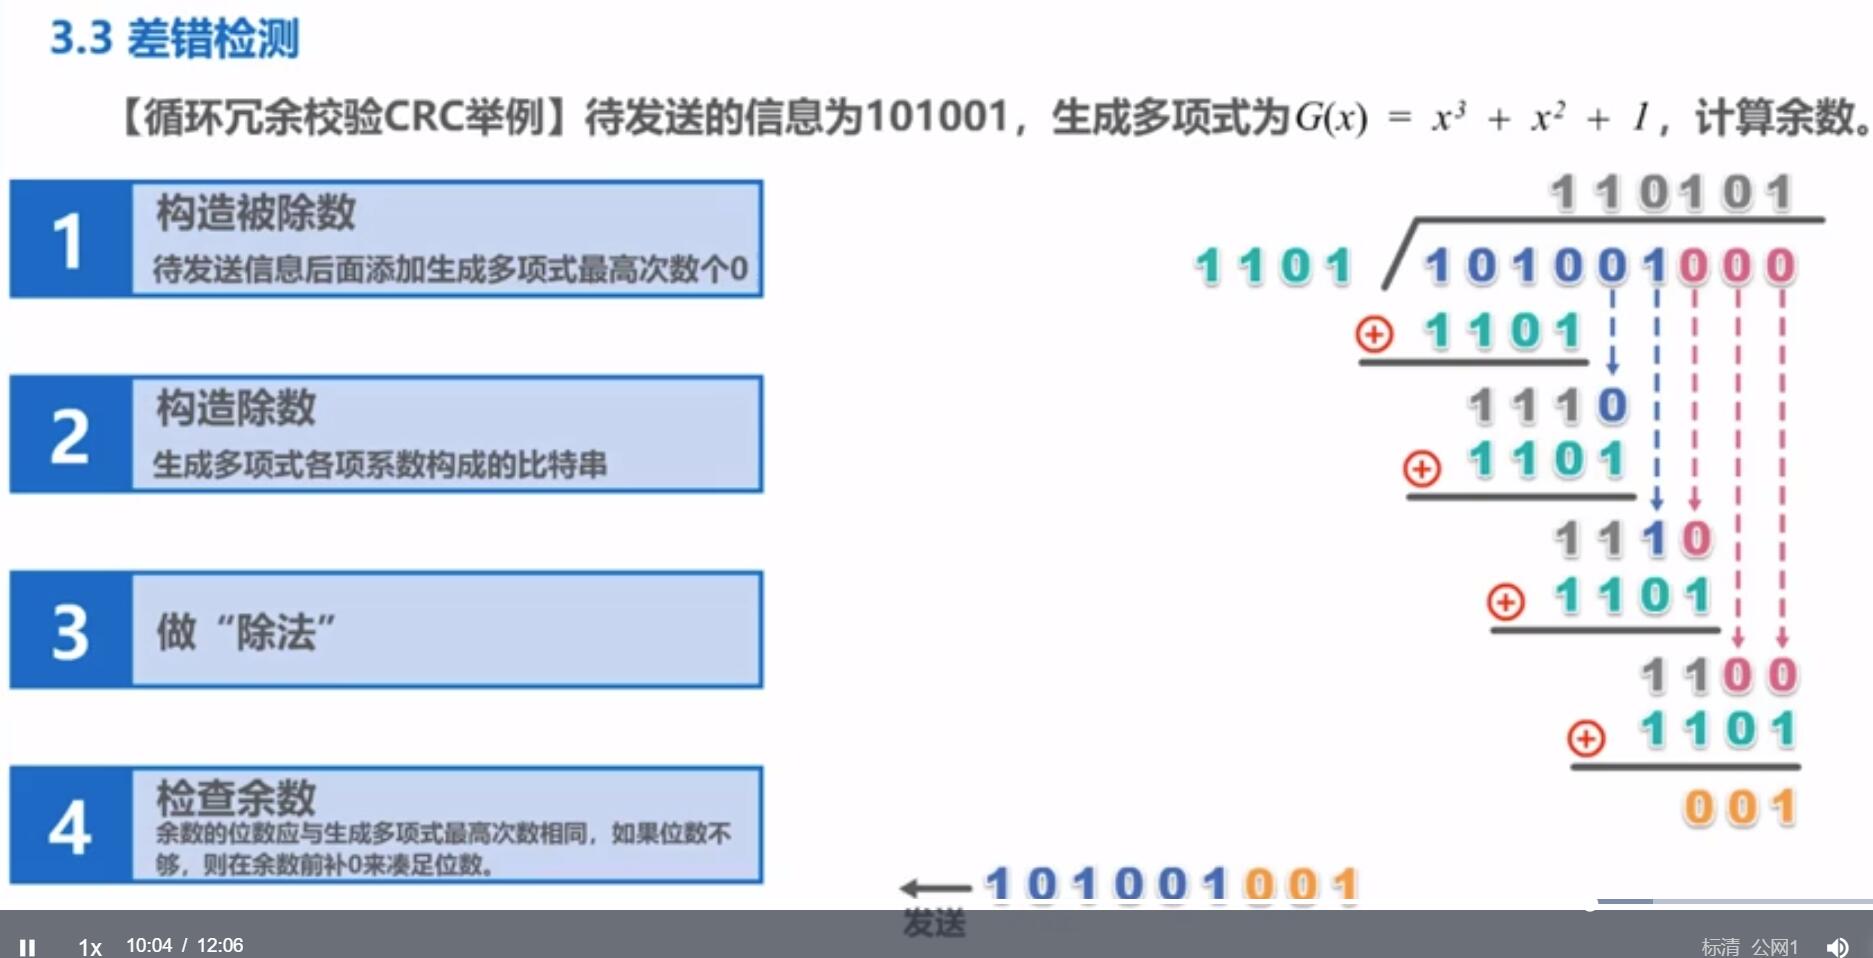 3.3 差错检测
【循环冗余校验CRC举例】待发送的信息为101001，生成多项式为G(x) = x³ + x² + 1，计算余数。
1
构造被除数
待发送信息后面添加生成多项式最高次数个0
2
构造除数
生成多项式各项系数构成的比特串
3
做“除法”
4
检查余数
余数的位数应与生成多项式最高次数相同，如果位数不
够，则在余数前补0来凑足位数。
110101
1101 101001000
⊕ 1101
1110
⊕ 1101
1110
⊕ 1101
1100
⊕ 1101
001
← 101001001
发送
1x 10:04 / 12:06
标清 公网1